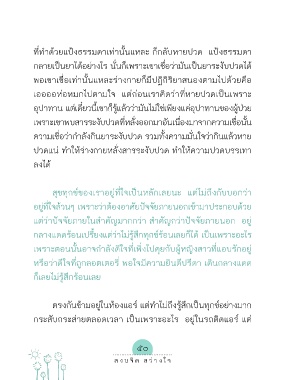 ที่ทำด้วยแป้งธรรมดาเท่านั้นแหละ ก็กลับหายปวด แป้งธรรมดา
กลายเป็นยาได้อย่างไร นั่นก็เพราะเขาเชื่อว่ามันเป็นยาระงับปวดได้
พอเขาเชื่อเท่านั้นแหละร่างกายก็มีปฏิกิริยาสนองตามไปด้วยคือ
เออออห่อหมกไปตามใจ แต่ก่อนเราคิดว่าที่หายปวดเป็นเพราะ
อุปาทาน แต่เดี๋ยวนี้เขาก็รู้แล้วว่ามันไม่ใช่เพียงแค่อุปาทานของผู้ป่วย
เพราะเขาพบสารระงับปวดที่หลั่งออกมาอันเนื่องมาจากความเชื่อนั้น
ความเชื่อว่ากำลังกินยาระงับปวด รวมทั้งความมั่นใจว่ากินแล้วหาย
ปวดแน่ ทำให้ร่างกายหลั่งสารระงับปวด ทำให้ความปวดบรรเทา
ลงได้
สุขทุกข์ของเราอยู่ที่ใจเป็นหลักเลยนะ แต่ไม่ถึงกับบอกว่า
อยู่ที่ใจล้วนๆ เพราะว่าต้องอาศัยปัจจัยภายนอกเข้ามาประกอบด้วย
แต่ว่าปัจจัยภายในสำคัญมากกว่า สำคัญกว่าปัจจัยภายนอก อยู่
กลางแดดร้อนเปรี้ยงแต่ว่าไม่รู้สึกทุกข์ร้อนเลยก็ได้ เป็นเพราะอะไร
เพราะตอนนั้นอาจกำลังดีใจที่เพิ่งไปคุยกับผู้หญิงสาวที่แอบรักอยู่
หรือว่าดีใจที่ถูกลอตเตอรี่ พอใจมีความยินดีปรีดา เดินกลางแดด
ก็เลยไม่รู้สึกร้อนเลย
ตรงกันข้ามอยู่ในห้องแอร์ แต่ทำไมถึงรู้สึกเป็นทุกข์อย่างมาก
กระสับกระส่ายตลอดเวลา เป็นเพราะอะไร อยู่ในรถติดแอร์ แต่
๕๐
สงบจิต สว่างใจ